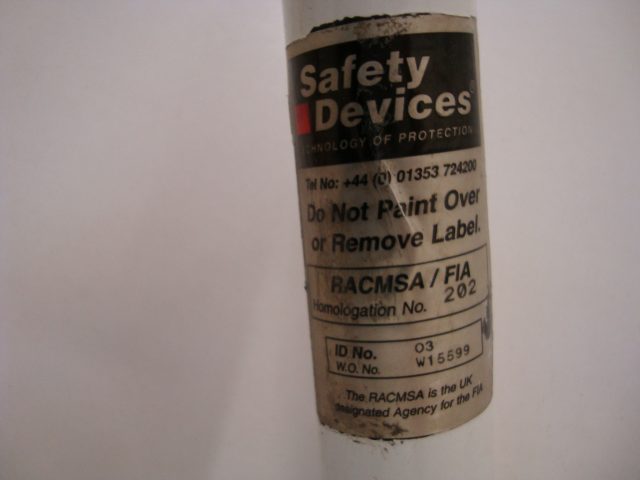 Safety
Devices
TECHNOLOGY OF PROTECTION
Tel No: +44 (0) 01353 724200
Do Not Paint Over
or Remove Label.
RACMSA / FIA
Homologation No. 202
ID No. 03
W.O. No. W15599
The RACMSA is the UK
designated Agency for the FIA